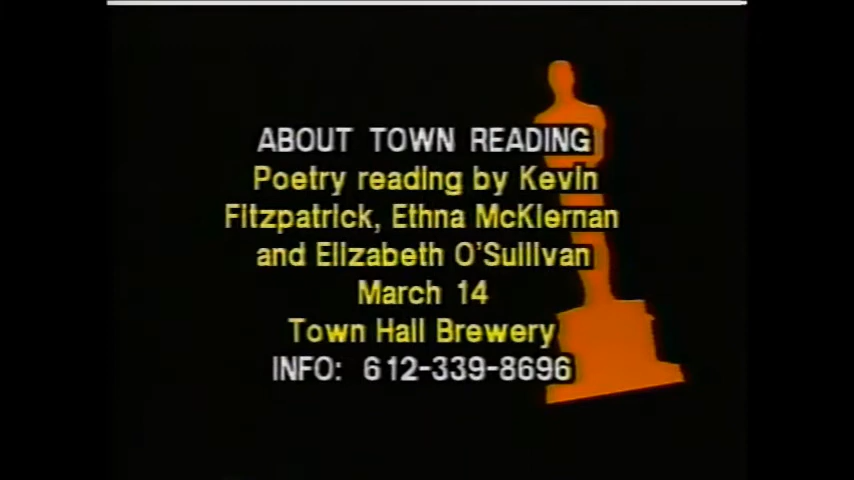 ABOUT TOWN READING
Poetry reading by Kevin
Fitzpatrick, Ethna McKiernan
and Elizabeth O'Sullivan
March 14
Town Hall Brewery
INFO: 612-339-8696